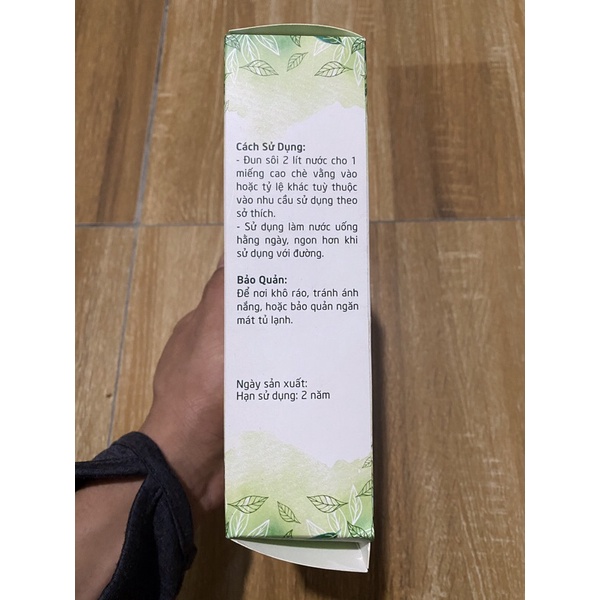 Cách Sử Dụng:
- Đun sôi 2 lít nước cho 1
miếng cao chè vằng vào
hoặc tỷ lệ khác tuỳ thuộc
vào nhu cầu sử dụng theo
sở thích.
- Sử dụng làm nước uống
hằng ngày, ngon hơn khi
sử dụng với đường.
Bảo Quản:
Để nơi khô ráo, tránh ánh
nắng, hoặc bảo quản ngăn
mát tủ lạnh.
Ngày sản xuất:
Hạn sử dụng: 2 năm